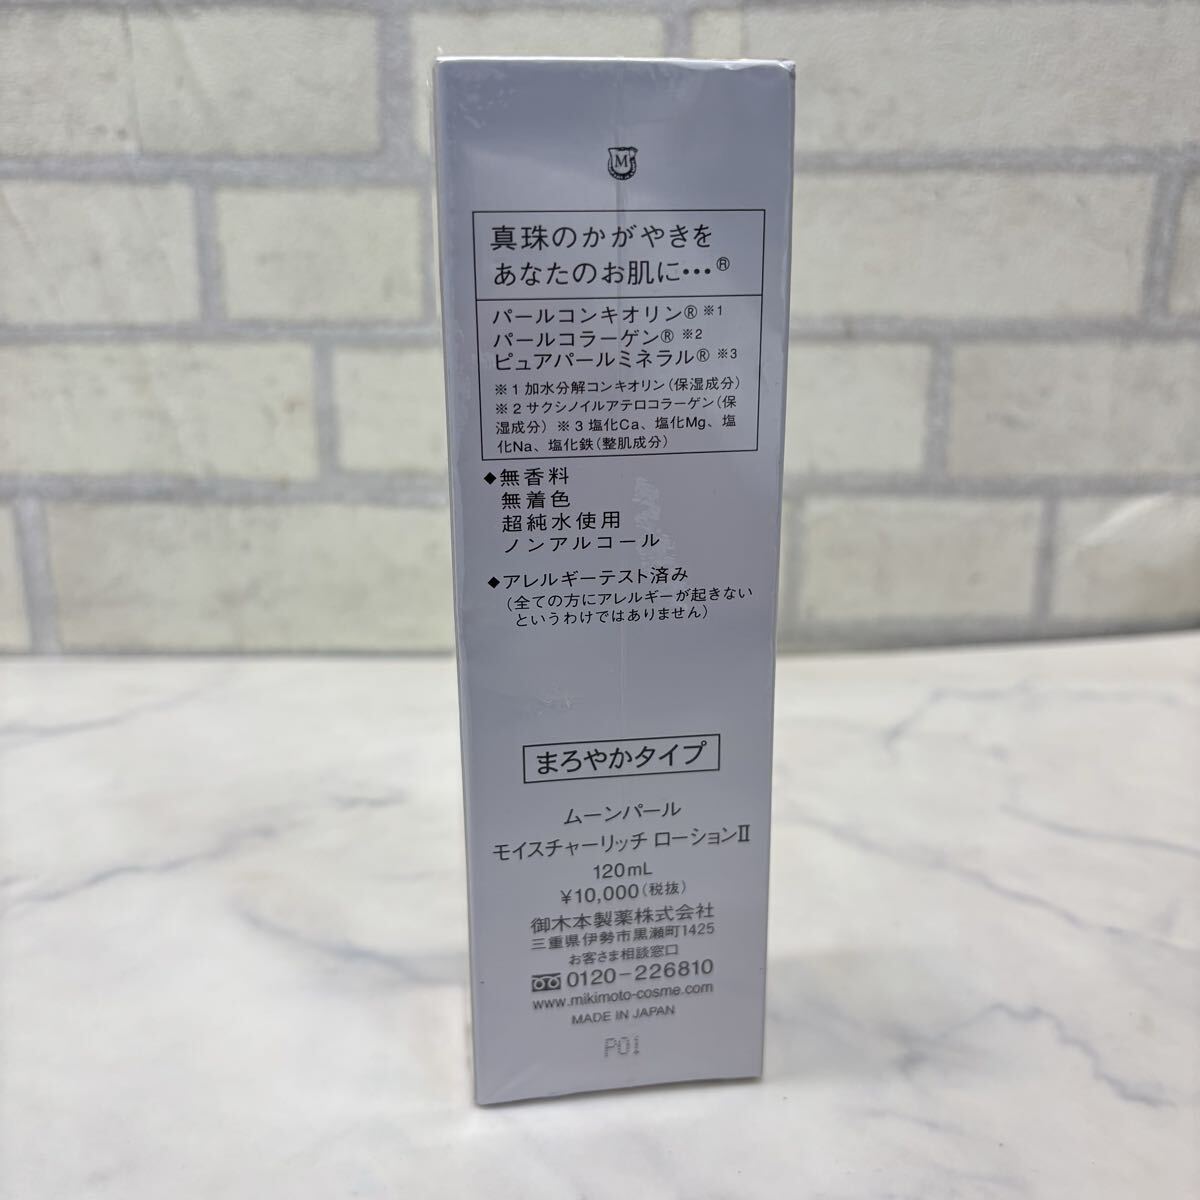 M
真珠のかがやきを
あなたのお肌に…®
パールコンキオリン® ※1
パールコラーゲン® ※2
ピュアパールミネラル® ※3
※1 加水分解コンキオリン(保湿成分)
※2 サクシノイルアテロコラーゲン(保
湿成分) ※3 塩化Ca、塩化Mg、塩
化Na、塩化鉄(整肌成分)
◆無香料
無着色
超純水使用
ノンアルコール
◆アレルギーテスト済み
(全ての方にアレルギーが起きない
というわけではありません)
まろやかタイプ
ムーンパール
モイスチャーリッチ ローションⅡ
120mL
¥10,000(税抜)
御木本製薬株式会社
三重県伊勢市黒瀬町1425
お客さま相談窓口
0120-226810
www.mikimoto-cosme.com
MADE IN JAPAN
P01